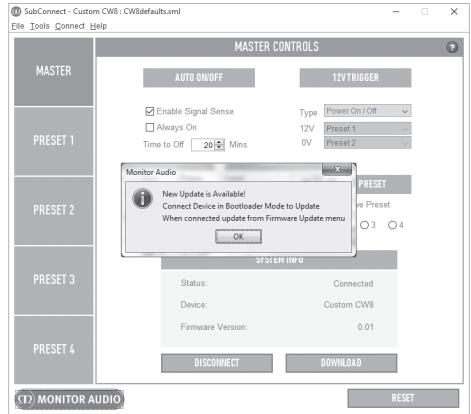 SubConnect - Custom CW8 : CW8defaults.xml
File Tools Connect Help
MASTER CONTROLS
?
MASTER
AUTO ON/OFF
12V TRIGGER
Enable Signal Sense
Type Power On / Off
Always On
12V Preset 1
Time to Off 20 Mins
0V Preset 2
PRESET 1
Monitor Audio
X
New Update is Available!
Connect Device in Bootloader Mode to Update
When connected update from Firmware Update menu
OK
PRESET
Preset
3 4
PRESET 2
SYSTEM INFO
PRESET 3
Status: Connected
Device: Custom CW8
Firmware Version: 0.01
PRESET 4
DISCONNECT
DOWNLOAD
MONITOR AUDIO
RESET